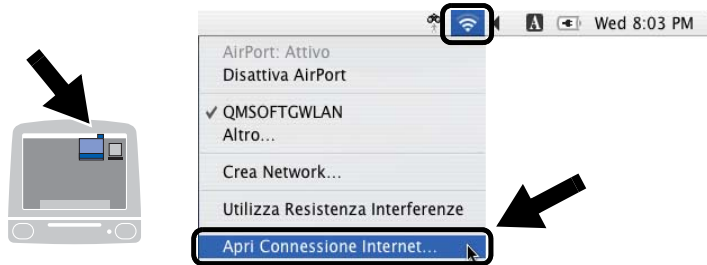 A Wed 8:03 PM
AirPort: Attivo
Disattiva AirPort
✓ QMSOFTGWLAN
Altro...
Crea Network...
Utilizza Resistenza Interferenze
Apri Connessione Internet...